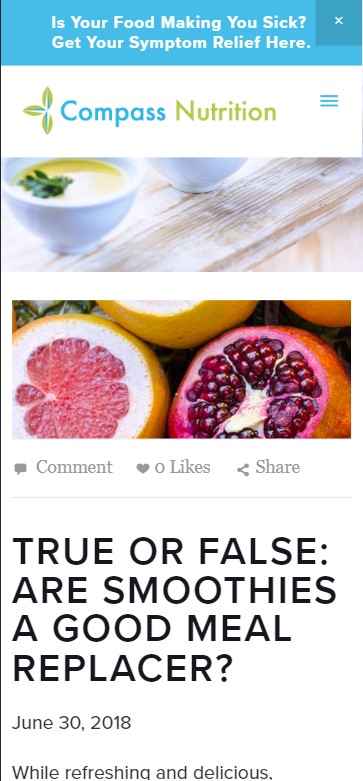 Is Your Food Making You Sick?
Get Your Symptom Relief Here.
×
Compass Nutrition
Comment
0 Likes
Share
TRUE OR FALSE:
ARE SMOOTHIES
A GOOD MEAL
REPLACER?
June 30, 2018
While refreshing and delicious,